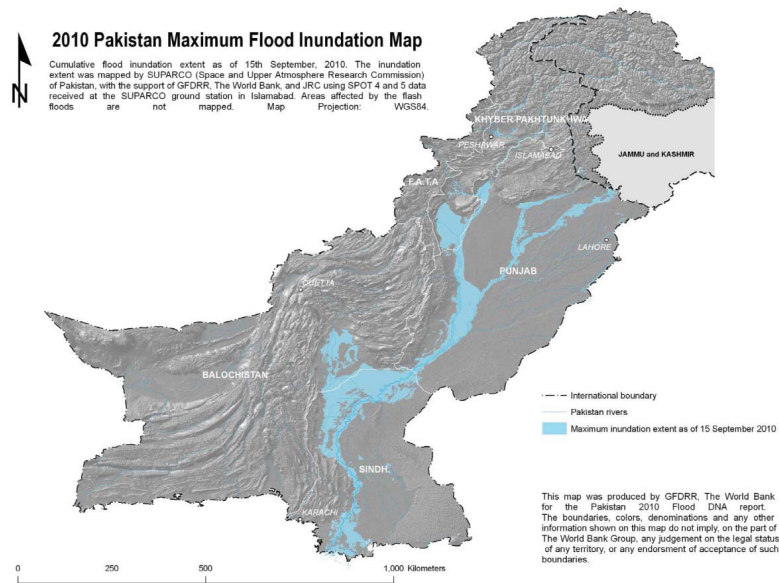 2010 Pakistan Maximum Flood Inundation Map
Cumulative flood inundation extent as of 15th September, 2010. The inundation
extent was mapped by SUPARCO (Space and Upper Atmosphere Research Commission)
of Pakistan, with the support of GFDRR, The World Bank, and JRC using SPOT 4 and 5 data
received at the SUPARCO ground station in Islamabad. Areas affected by the flash
floods are not mapped. Map Projection: WGS84.
N
KHYBER PAKHTUNKHWA
PESHAWAR
ISLAMABAD
JAMMU and KASHMIR
F.A.T.A
LAHORE
PUNJAB
QUETTA
BALOCHISTAN
International boundary
Pakistan rivers
Maximum inundation extent as of 15 September 2010
SINDH
KARACHI
This map was produced by GFDRR, The World Bank
for the Pakistan 2010 Flood DNA report.
The boundaries, colors, denominations and any other
information shown on this map do not imply, on the part of
The World Bank Group, any judgement on the legal status
of any territory, or any endorsment of acceptance of such
boundaries.
0 250 500 1,000 Kilometers